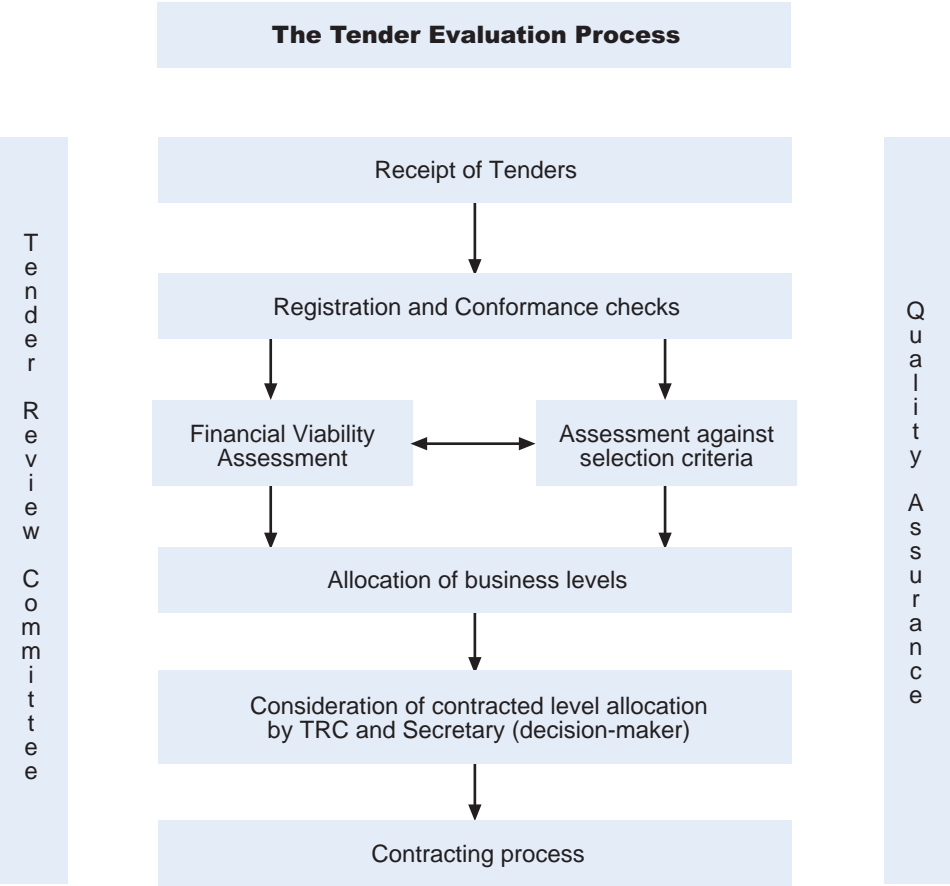 The Tender Evaluation Process
Tender Review Committee
Receipt of Tenders
Registration and Conformance checks
Financial Viability
Assessment
Assessment against
selection criteria
Allocation of business levels
Consideration of contracted level allocation
by TRC and Secretary (decision-maker)
Contracting process
Quality Assurance